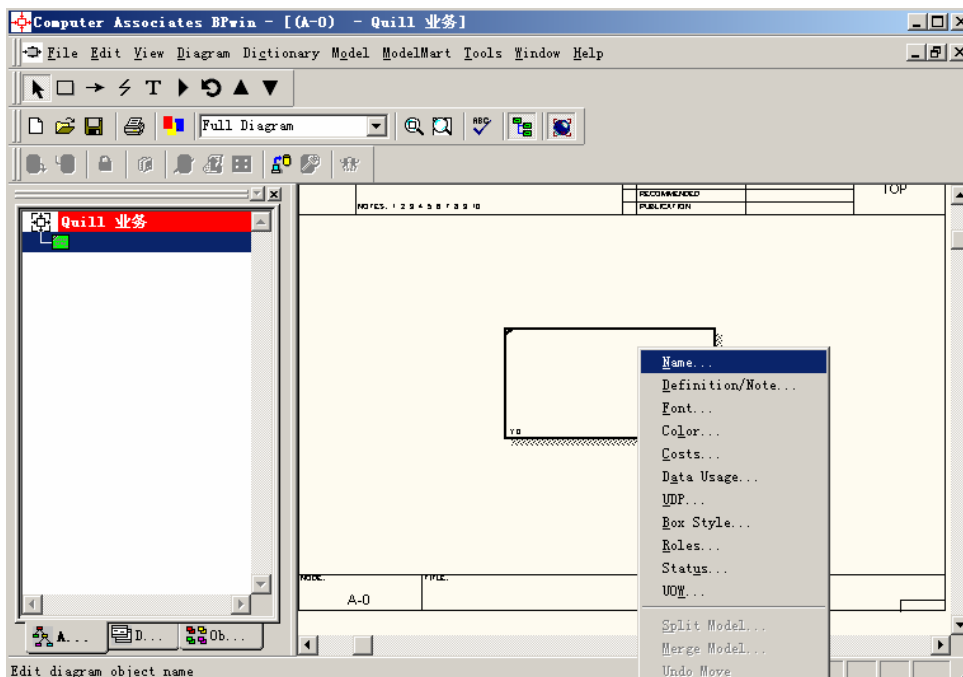 Computer Associates BPwin - [(A-0) - Quill 业务]
File Edit View Diagram Dictionary Model ModelMart Tools Window Help
T
Full Diagram
ABC
Quill 业务
RECOMMENDED
TOP
NOTES: 1 2 3 4 5 6 7 8 9 10
PUBLICATION
Name...
Definition/Note...
Font...
Color...
Costs...
Data Usage...
UDP...
Box Style...
Roles...
Status...
UOW...
Split Model...
Merge Model...
Undo Move
NODE:
TITLE:
A-0
A...
D...
Ob...
Edit diagram object name